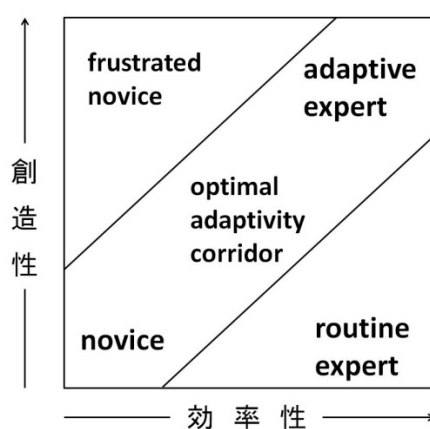 frustrated
novice
adaptive
expert
創造性
optimal
adaptivity
corridor
novice
routine
expert
効率性